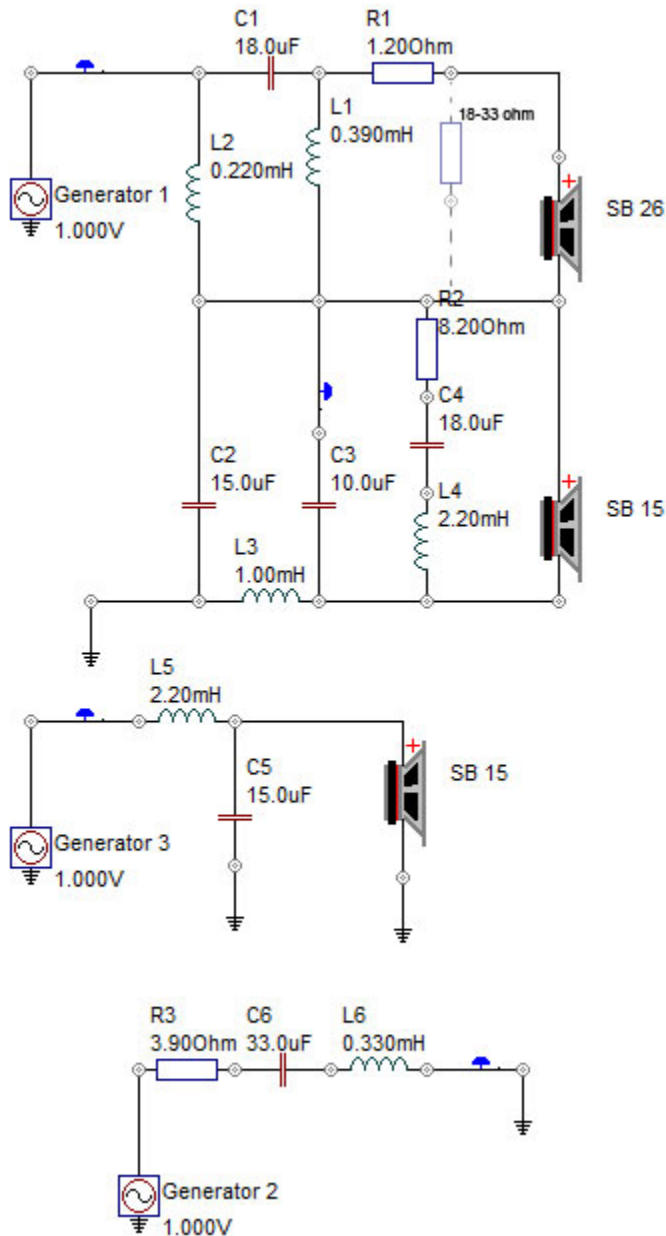 C1
18.0uF
R1
1.20Ohm
L2
0.220mH
L1
0.390mH
18-33 ohm
Generator 1
1.000V
SB 26
R2
8.20Ohm
C4
18.0uF
C2
15.0uF
C3
10.0uF
L4
2.20mH
SB 15
L3
1.00mH
L5
2.20mH
C5
15.0uF
SB 15
Generator 3
1.000V
R3
3.90Ohm
C6
33.0uF
L6
0.330mH
Generator 2
1.000V